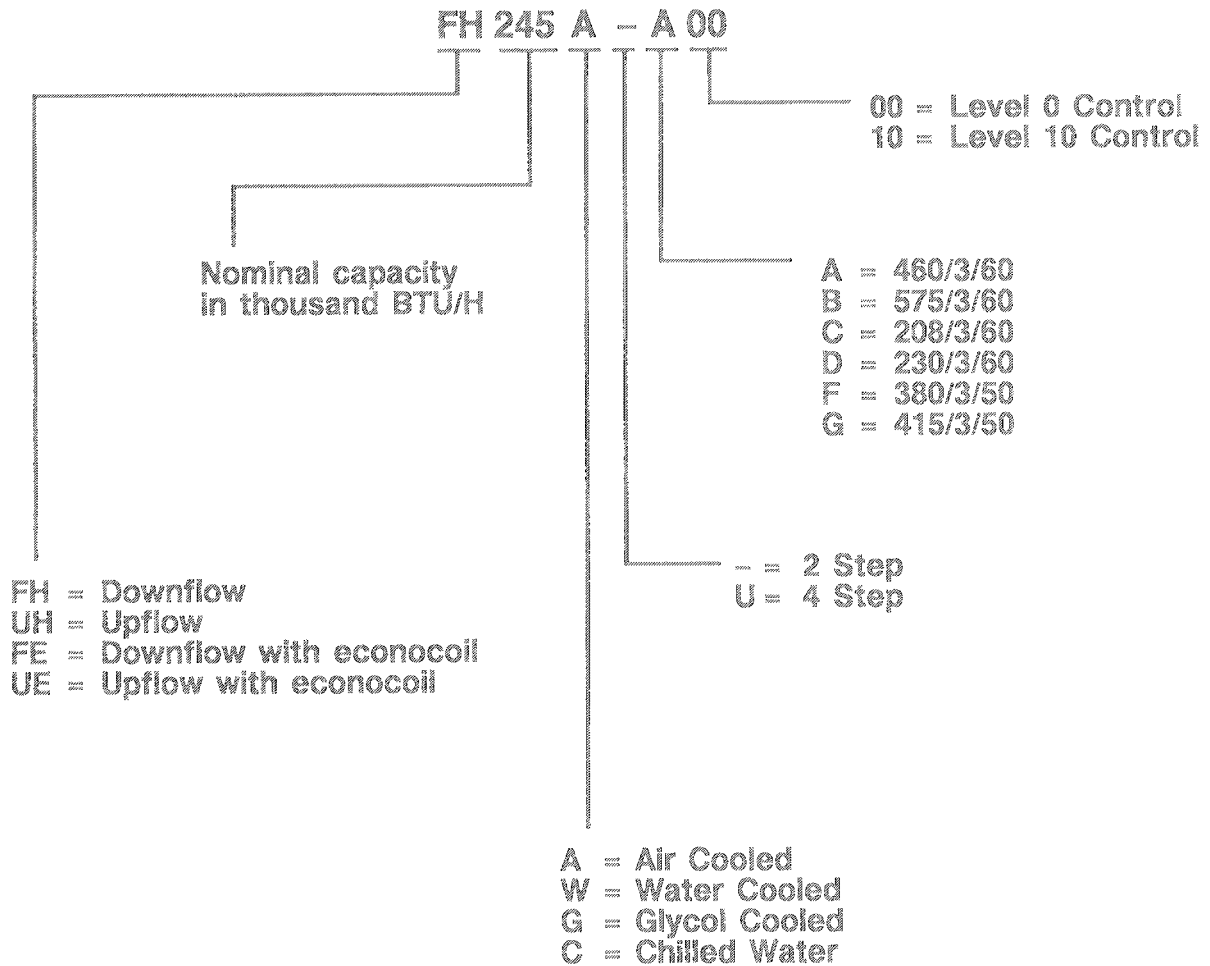 FH 245 A - A 00
00 = Level 0 Control
10 = Level 10 Control
Nominal capacity
in thousand BTU/H
A = 460/3/60
B = 575/3/60
C = 208/3/60
D = 230/3/60
F = 380/3/50
G = 415/3/50
- = 2 Step
U = 4 Step
FH = Downflow
UH = Upflow
FE = Downflow with econocoil
UE = Upflow with econocoil
A = Air Cooled
W = Water Cooled
G = Glycol Cooled
C = Chilled Water